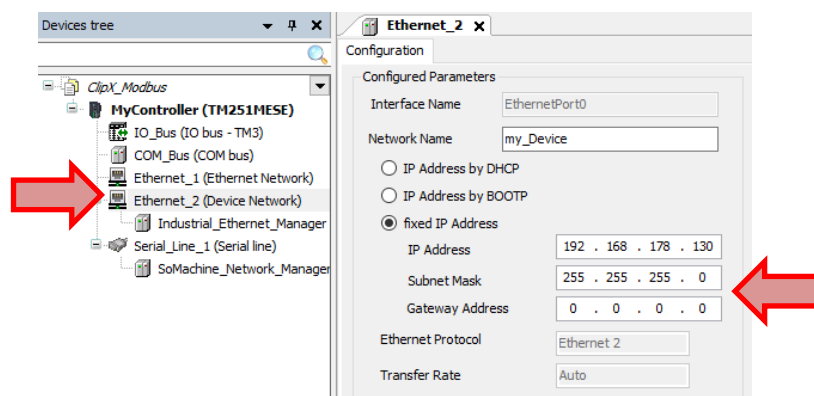 Devices tree
ClipX_Modbus
MyController (TM251MESE)
IO_Bus (IO bus - TM3)
COM_Bus (COM bus)
Ethernet_1 (Ethernet Network)
Ethernet_2 (Device Network)
Industrial_Ethernet_Manager
Serial_Line_1 (Serial line)
SoMachine_Network_Manager
Ethernet_2
Configuration
Configured Parameters
Interface Name EthernetPort0
Network Name my_Device
IP Address by DHCP
IP Address by BOOTP
fixed IP Address
IP Address 192 . 168 . 178 . 130
Subnet Mask 255 . 255 . 255 . 0
Gateway Address 0 . 0 . 0 . 0
Ethernet Protocol Ethernet 2
Transfer Rate Auto